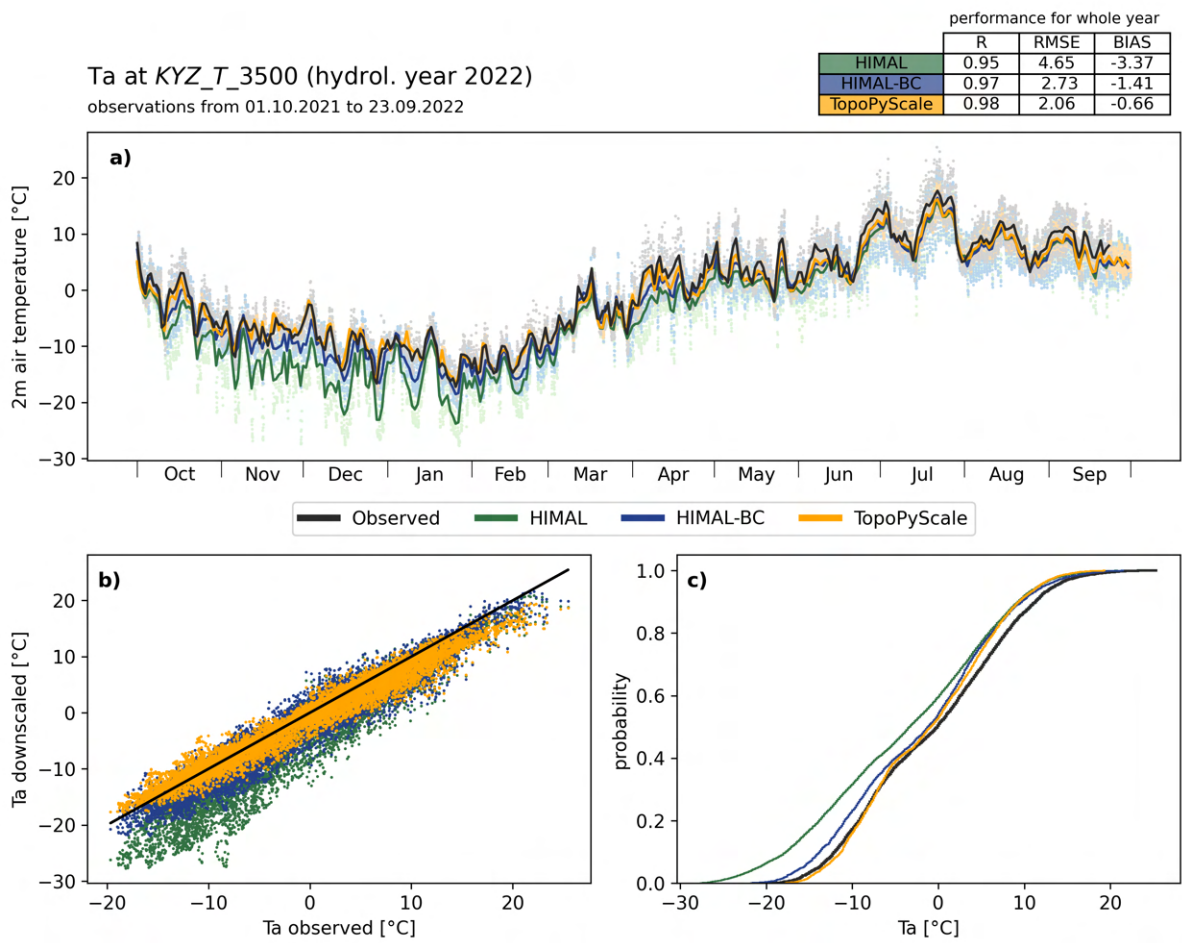 performance for whole year
R RMSE BIAS
HIMAL 0.95 4.65 -3.37
HIMAL-BC 0.97 2.73 -1.41
TopoPyScale 0.98 2.06 -0.66
Ta at KYZ_T_3500 (hydrol. year 2022)
observations from 01.10.2021 to 23.09.2022
a)
2m air temperature [°C]
20
10
0
−10
−20
−30
Oct Nov Dec Jan Feb Mar Apr May Jun Jul Aug Sep
Observed HIMAL HIMAL-BC TopoPyScale
b)
Ta downscaled [°C]
20
10
0
−10
−20
−30
−20 −10 0 10 20
Ta observed [°C]
c)
probability
1.0
0.8
0.6
0.4
0.2
0.0
−30 −20 −10 0 10 20
Ta [°C]